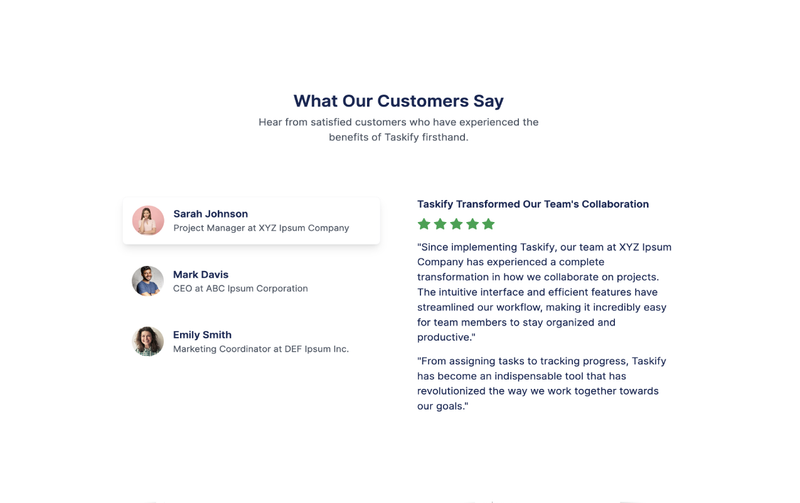 What Our Customers Say
Hear from satisfied customers who have experienced the
benefits of Taskify firsthand.
Sarah Johnson
Project Manager at XYZ Ipsum Company
Mark Davis
CEO at ABC Ipsum Corporation
Emily Smith
Marketing Coordinator at DEF Ipsum Inc.
Taskify Transformed Our Team's Collaboration
"Since implementing Taskify, our team at XYZ Ipsum
Company has experienced a complete
transformation in how we collaborate on projects.
The intuitive interface and efficient features have
streamlined our workflow, making it incredibly easy
for team members to stay organized and
productive."
"From assigning tasks to tracking progress, Taskify
has become an indispensable tool that has
revolutionized the way we work together towards
our goals."